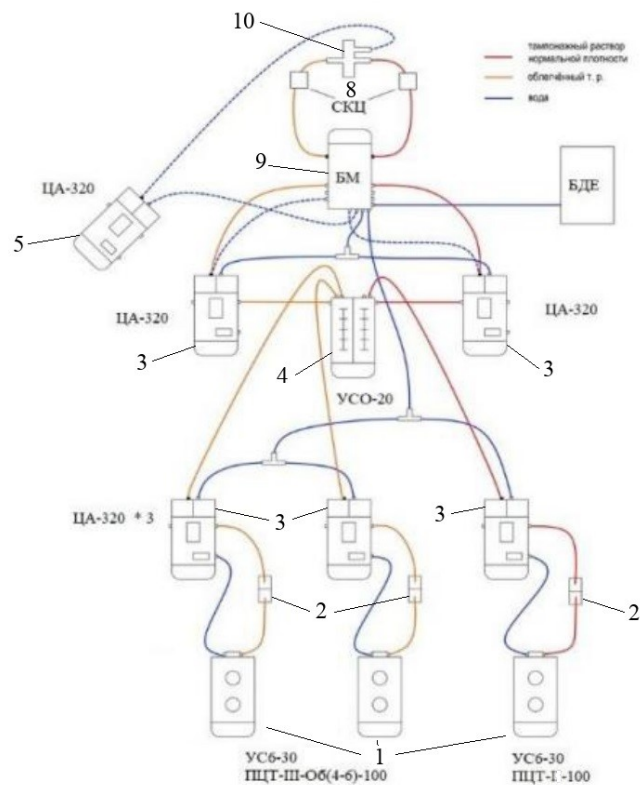 10
тампонажный раствор
нормальной плотности
облегчённый т. р.
вода
8
СКЦ
9
БМ
БДЕ
ЦА-320
5
ЦА-320
3
4
УСО-20
ЦА-320
3
ЦА-320 * 3
3
3
2
2
1
УС6-30
ПЦТ-III-Об(4-6)-100
УС6-30
ПЦТ-I -100